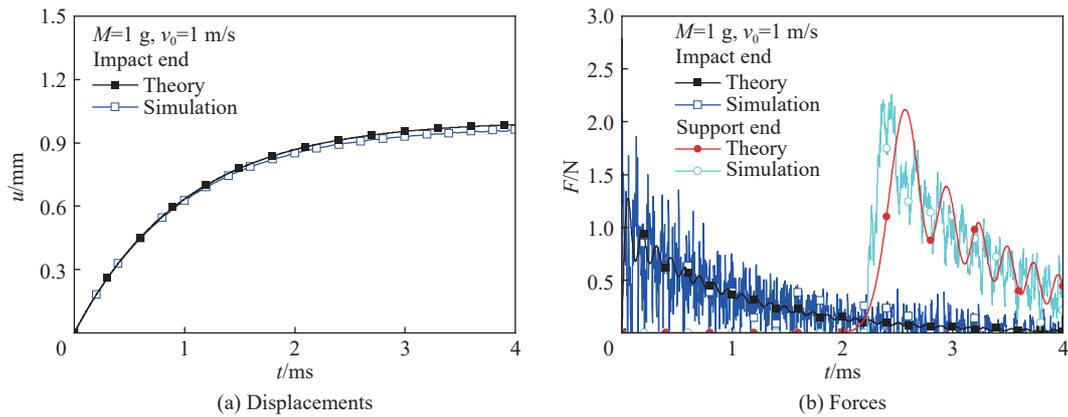 1.5
1.2
0.9
0.6
0.3
0
1
2
3
4
u/mm
t/ms
M=1 g, v0=1 m/s
Impact end
Theory
Simulation
(a) Displacements
3.0
2.5
2.0
1.5
1.0
0.5
0
1
2
3
4
F/N
t/ms
M=1 g, v0=1 m/s
Impact end
Theory
Simulation
Support end
Theory
Simulation
(b) Forces